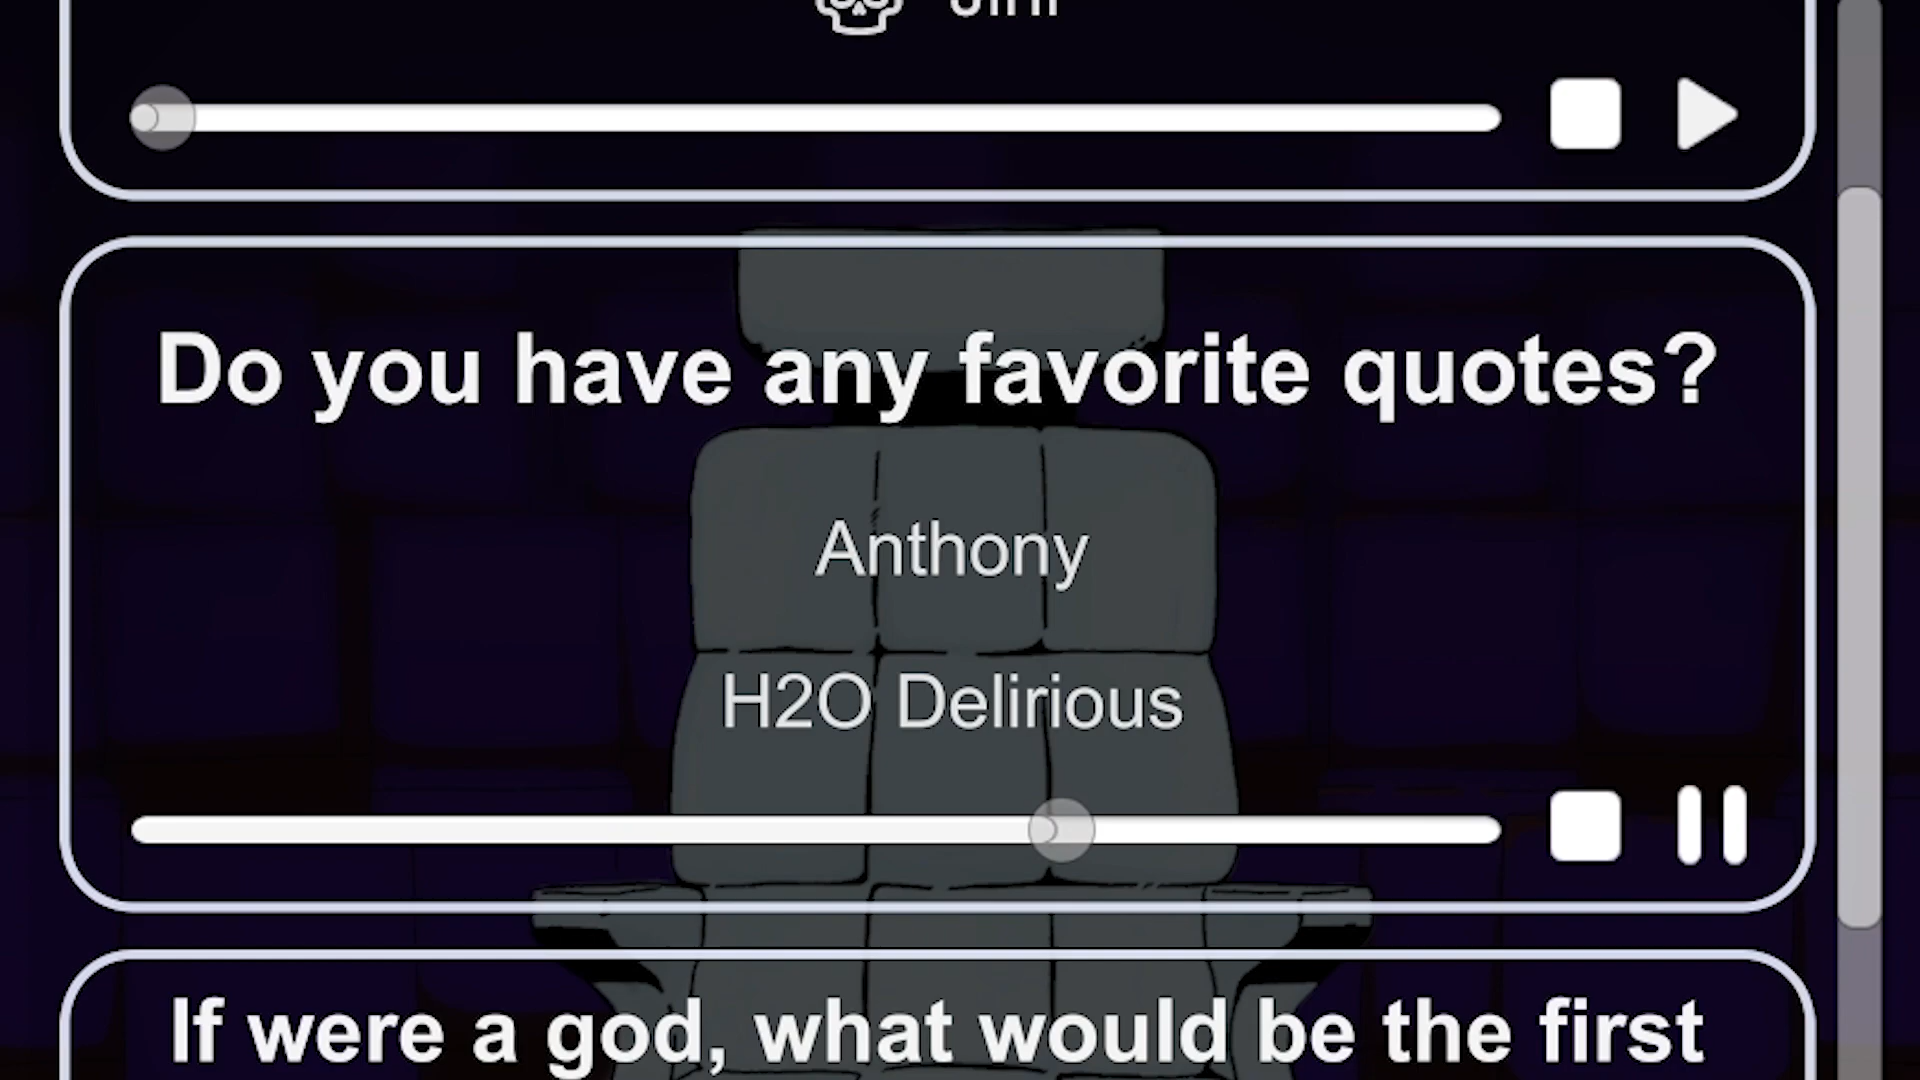 Do you have any favorite quotes?
Anthony
H2O Delirious
If were a god, what would be the first